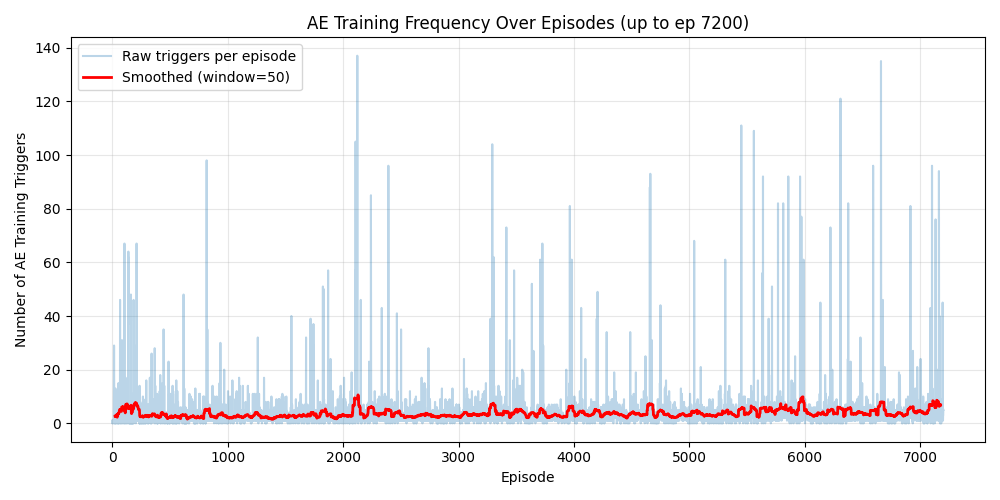 AE Training Frequency Over Episodes (up to ep 7200)
Raw triggers per episode
Smoothed (window=50)
Number of AE Training Triggers
140
120
100
80
60
40
20
0
0 1000 2000 3000 4000 5000 6000 7000
Episode